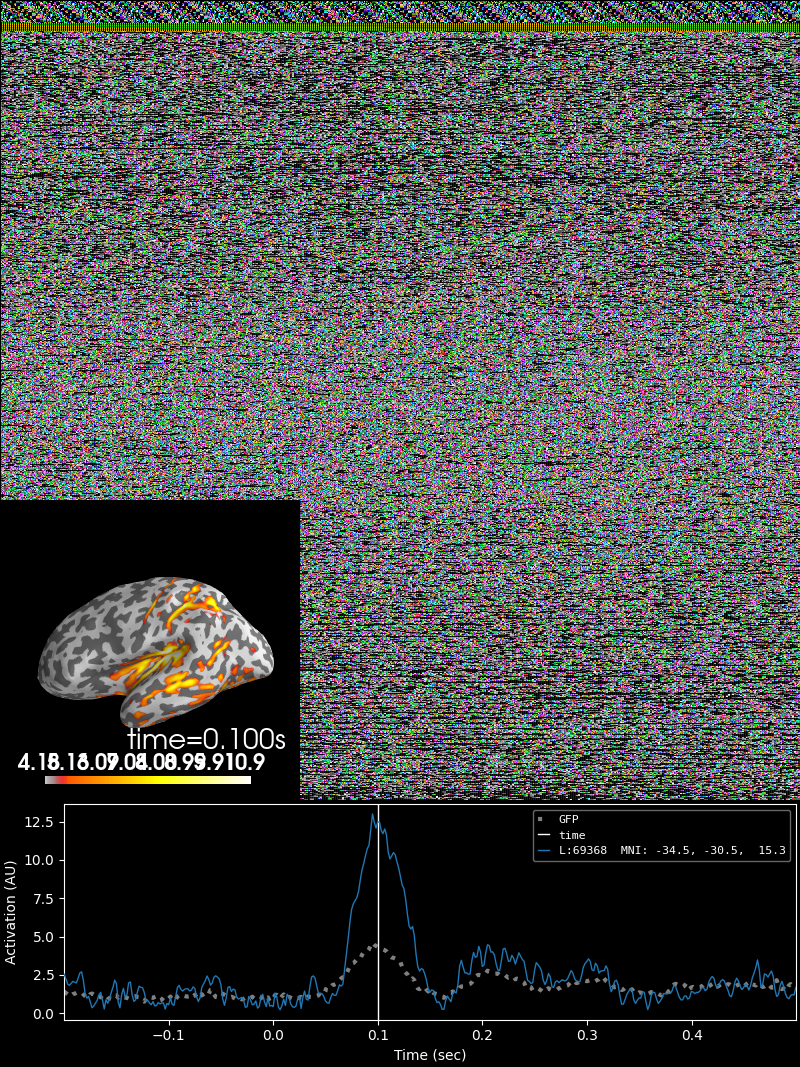 time=0.100s
12.5
10.0
7.5
5.0
2.5
0.0
Activation (AU)
GFP
time
L:69368 MNI: -34.5, -30.5, 15.3
−0.1 0.0 0.1 0.2 0.3 0.4
Time (sec)